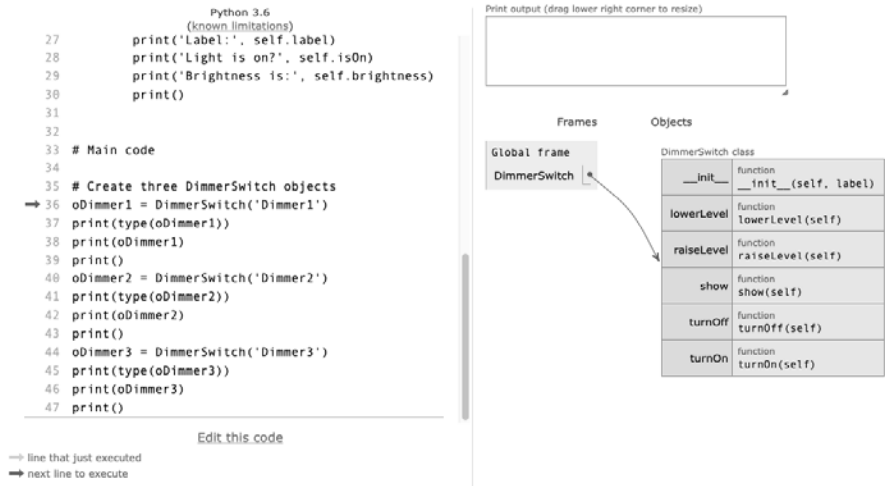 Python 3.6
(known limitations)
27 print('Label:', self.label)
28 print('Light is on?', self.isOn)
29 print('Brightness is:', self.brightness)
30 print()
31
32
33 # Main code
34
35 # Create three DimmerSwitch objects
36 oDimmer1 = DimmerSwitch('Dimmer1')
37 print(type(oDimmer1))
38 print(oDimmer1)
39 print()
40 oDimmer2 = DimmerSwitch('Dimmer2')
41 print(type(oDimmer2))
42 print(oDimmer2)
43 print()
44 oDimmer3 = DimmerSwitch('Dimmer3')
45 print(type(oDimmer3))
46 print(oDimmer3)
47 print()
Edit this code
line that just executed
next line to execute
Print output (drag lower right corner to resize)
Frames
Objects
Global frame
DimmerSwitch
DimmerSwitch class
__init__
function
__init__(self, label)
lowerLevel
function
lowerLevel(self)
raiseLevel
function
raiseLevel(self)
show
function
show(self)
turnOff
function
turnOff(self)
turnOn
function
turnOn(self)